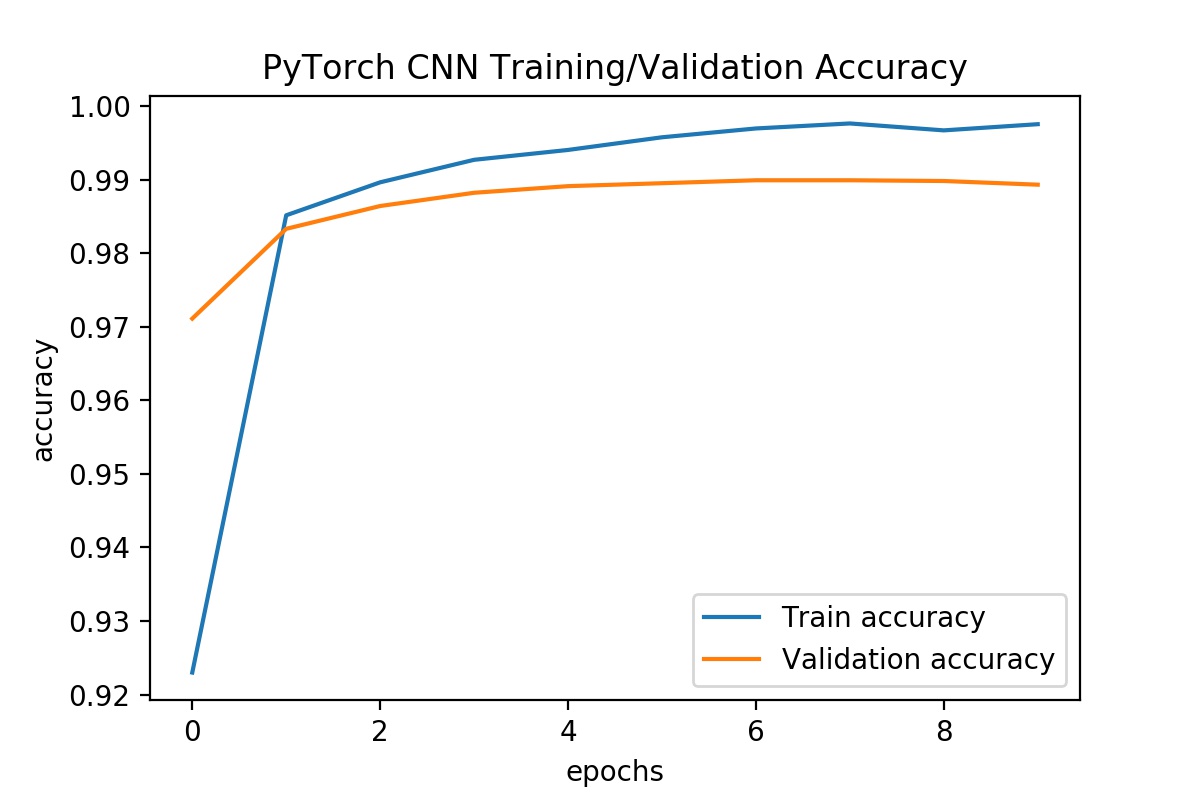 PyTorch CNN Training/Validation Accuracy
1.00
0.99
0.98
0.97
0.96
0.95
0.94
0.93
0.92
accuracy
Train accuracy
Validation accuracy
0 2 4 6 8
epochs